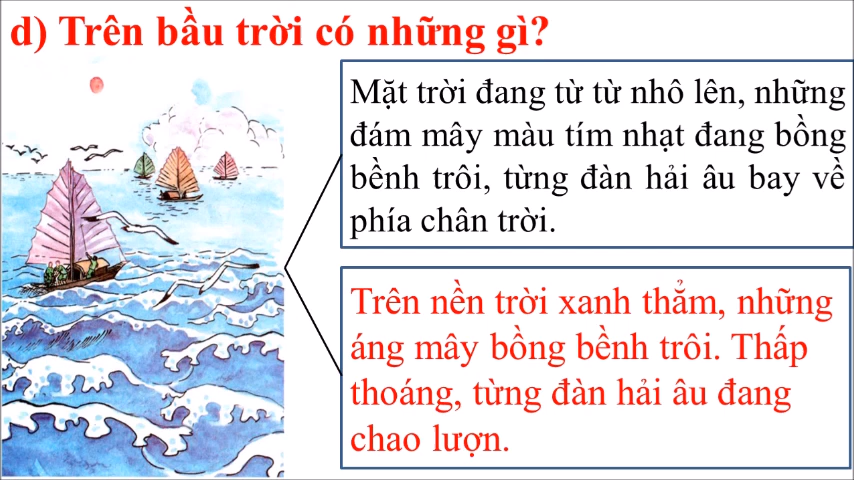 d) Trên bầu trời có những gì?
Mặt trời đang từ từ nhô lên, những
đám mây màu tím nhạt đang bồng
bềnh trôi, từng đàn hải âu bay về
phía chân trời.
Trên nền trời xanh thẳm, những
áng mây bồng bềnh trôi. Thấp
thoáng, từng đàn hải âu đang
chao lượn.